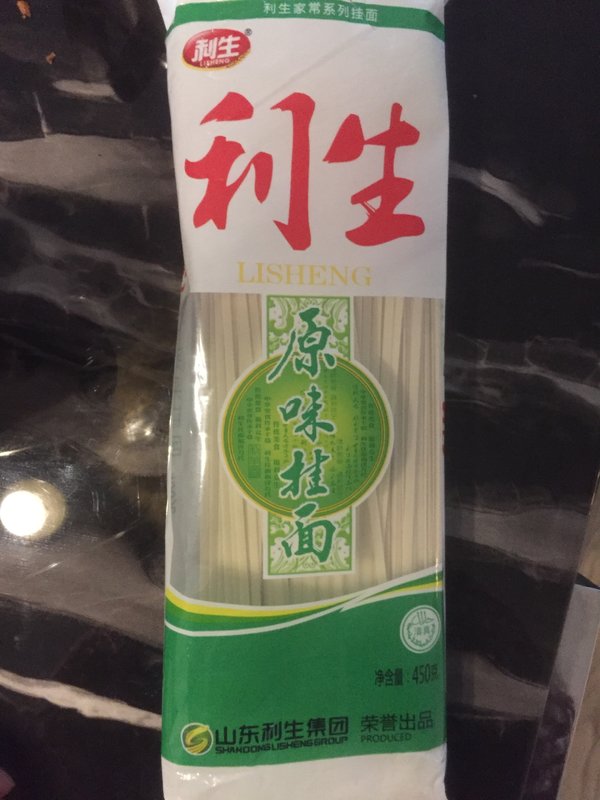 利生家常系列挂面
利生®
LISHENG
利生
LISHENG
原味挂面
清真
净含量：450克
山东利生集团 荣誉出品
SHANDONG LISHENG GROUP PRODUCED